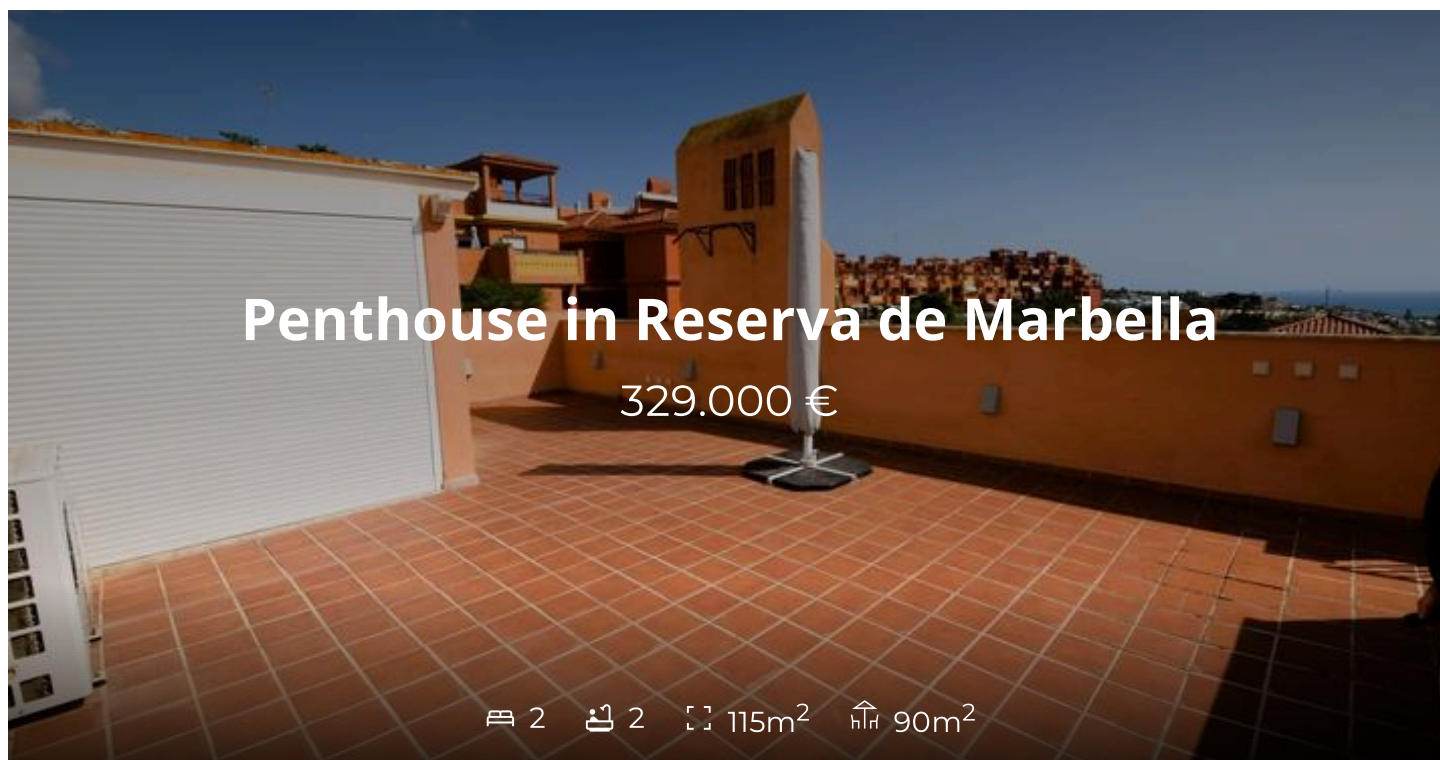 Penthouse in Reserva de Marbella
329.000 €
2 2 115m² 90m²